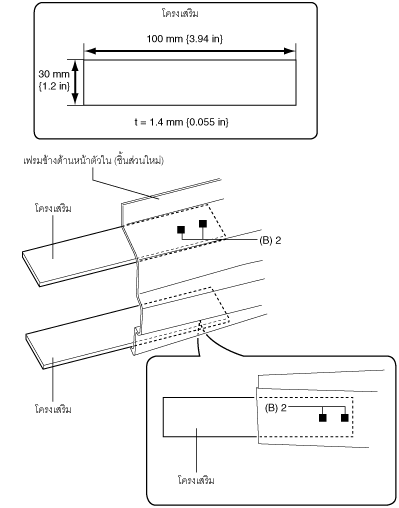 โครงเสริม
100 mm {3.94 in}
30 mm
{1.2 in}
t = 1.4 mm {0.055 in}
เฟรมข้างด้านหน้าตัวใน (ชิ้นส่วนใหม่)
โครงเสริม
(B) 2
โครงเสริม
(B) 2
โครงเสริม